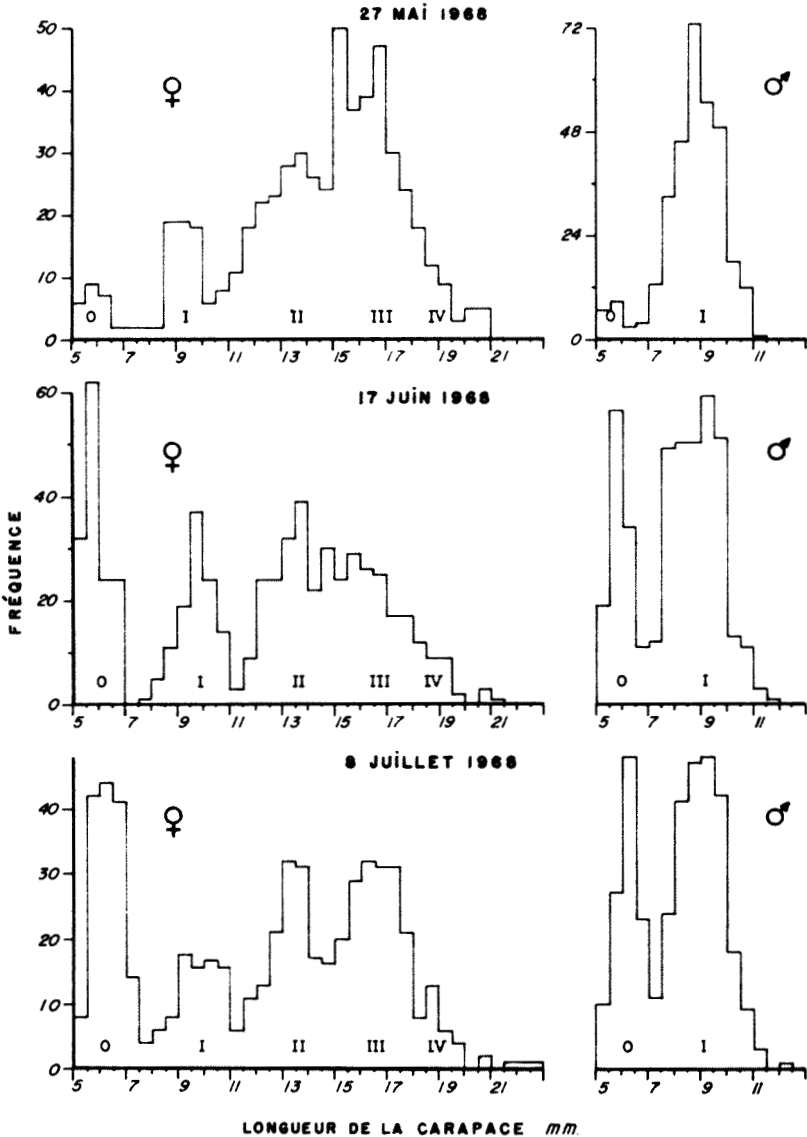 27 MAI 1968
50
40
30
20
10
0
♀
O I II III IV
5 7 9 11 13 15 17 19 21
72
48
24
0
♂
O I
5 7 9 11
17 JUIN 1968
60
40
20
0
♀
O I II III IV
5 7 9 11 13 15 17 19 21
♂
O I
5 7 9 11
FRÉQUENCE
8 JUILLET 1968
40
30
20
10
0
♀
O I II III IV
5 7 9 11 13 15 17 19 21
♂
O I
5 7 9 11
LONGUEUR DE LA CARAPACE mm.